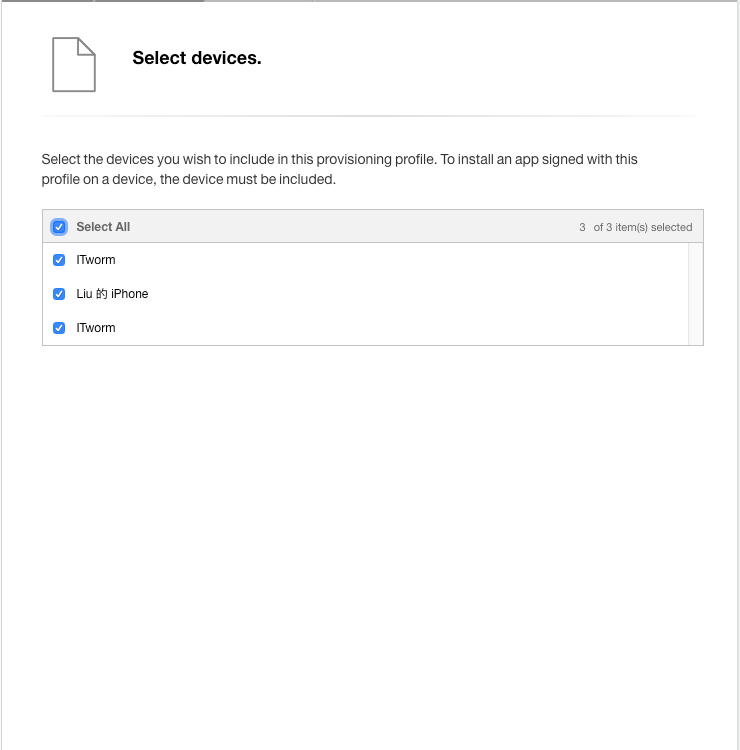 Select devices.
Select the devices you wish to include in this provisioning profile. To install an app signed with this
profile on a device, the device must be included.
Select All 3 of 3 item(s) selected
ITworm
Liu 的 iPhone
ITworm